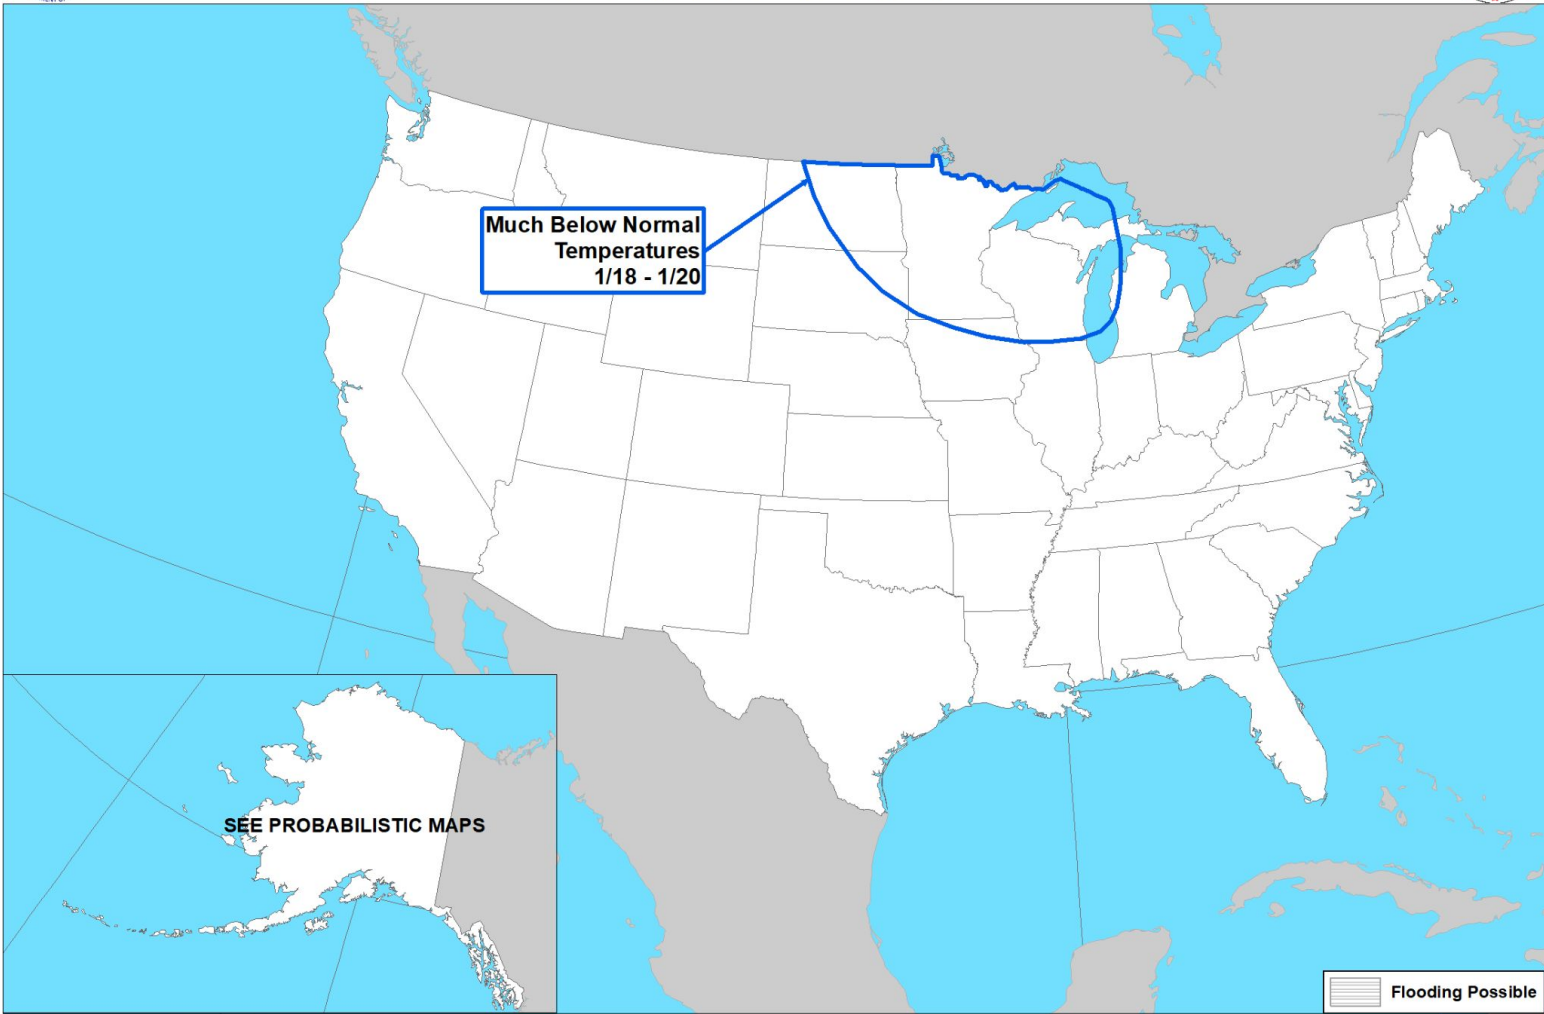 Much Below Normal
Temperatures
1/18 - 1/20
SEE PROBABILISTIC MAPS
Flooding Possible